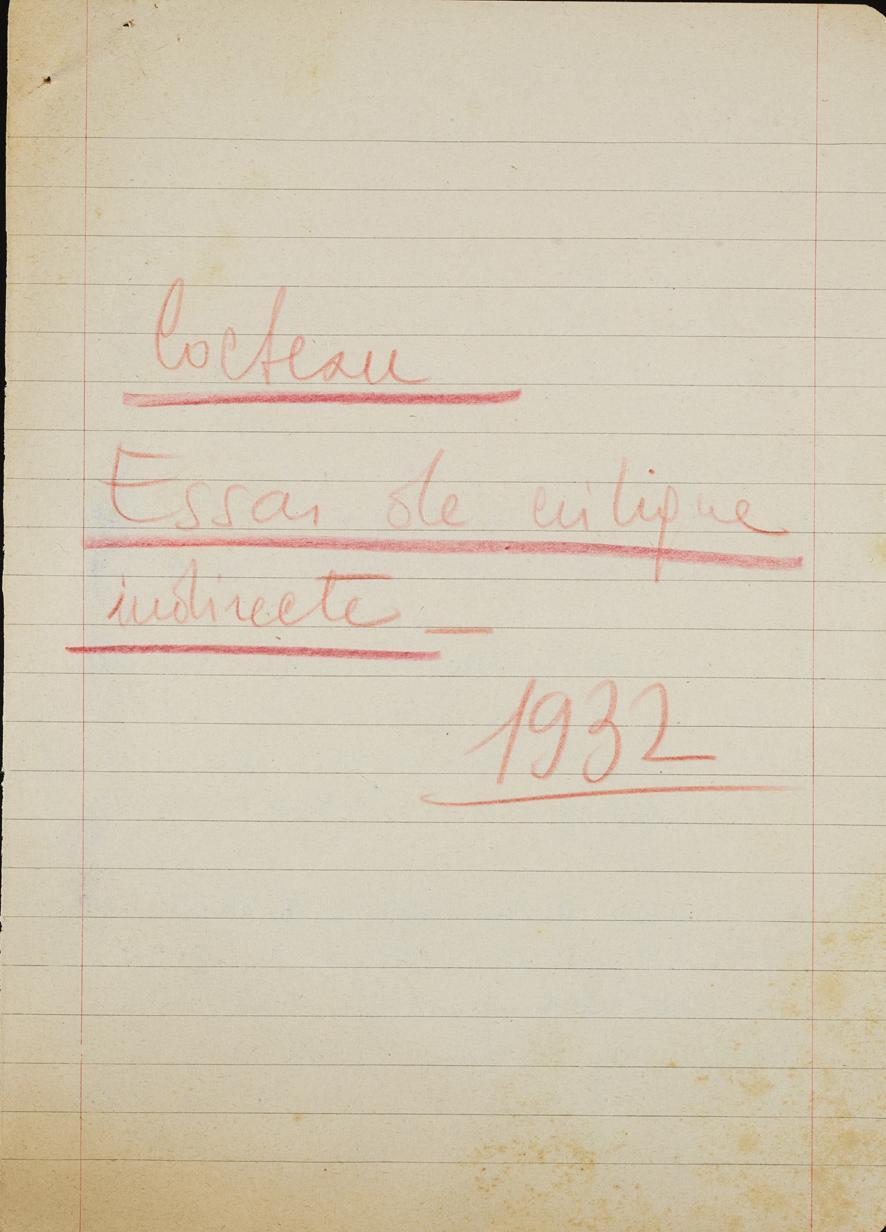 Cocteau
Essai de critique
indirecte _
1932